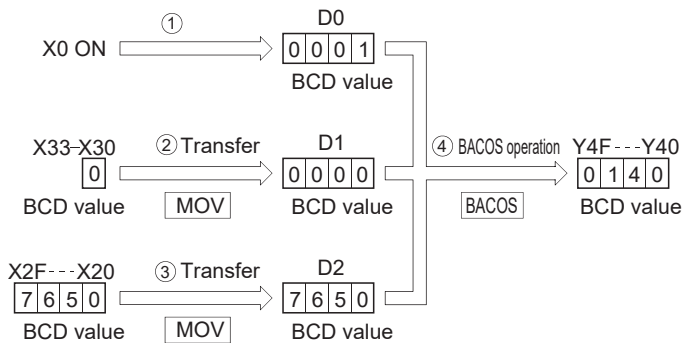 ① D0
X0 ON 0 0 0 1
BCD value
X33-X30 ② Transfer D1 ④ BACOS operation Y4F---Y40
0 0 0 0 0 0 1 4 0
BCD value MOV BCD value BACOS BCD value
X2F---X20 ③ Transfer D2
7 6 5 0 7 6 5 0
BCD value MOV BCD value